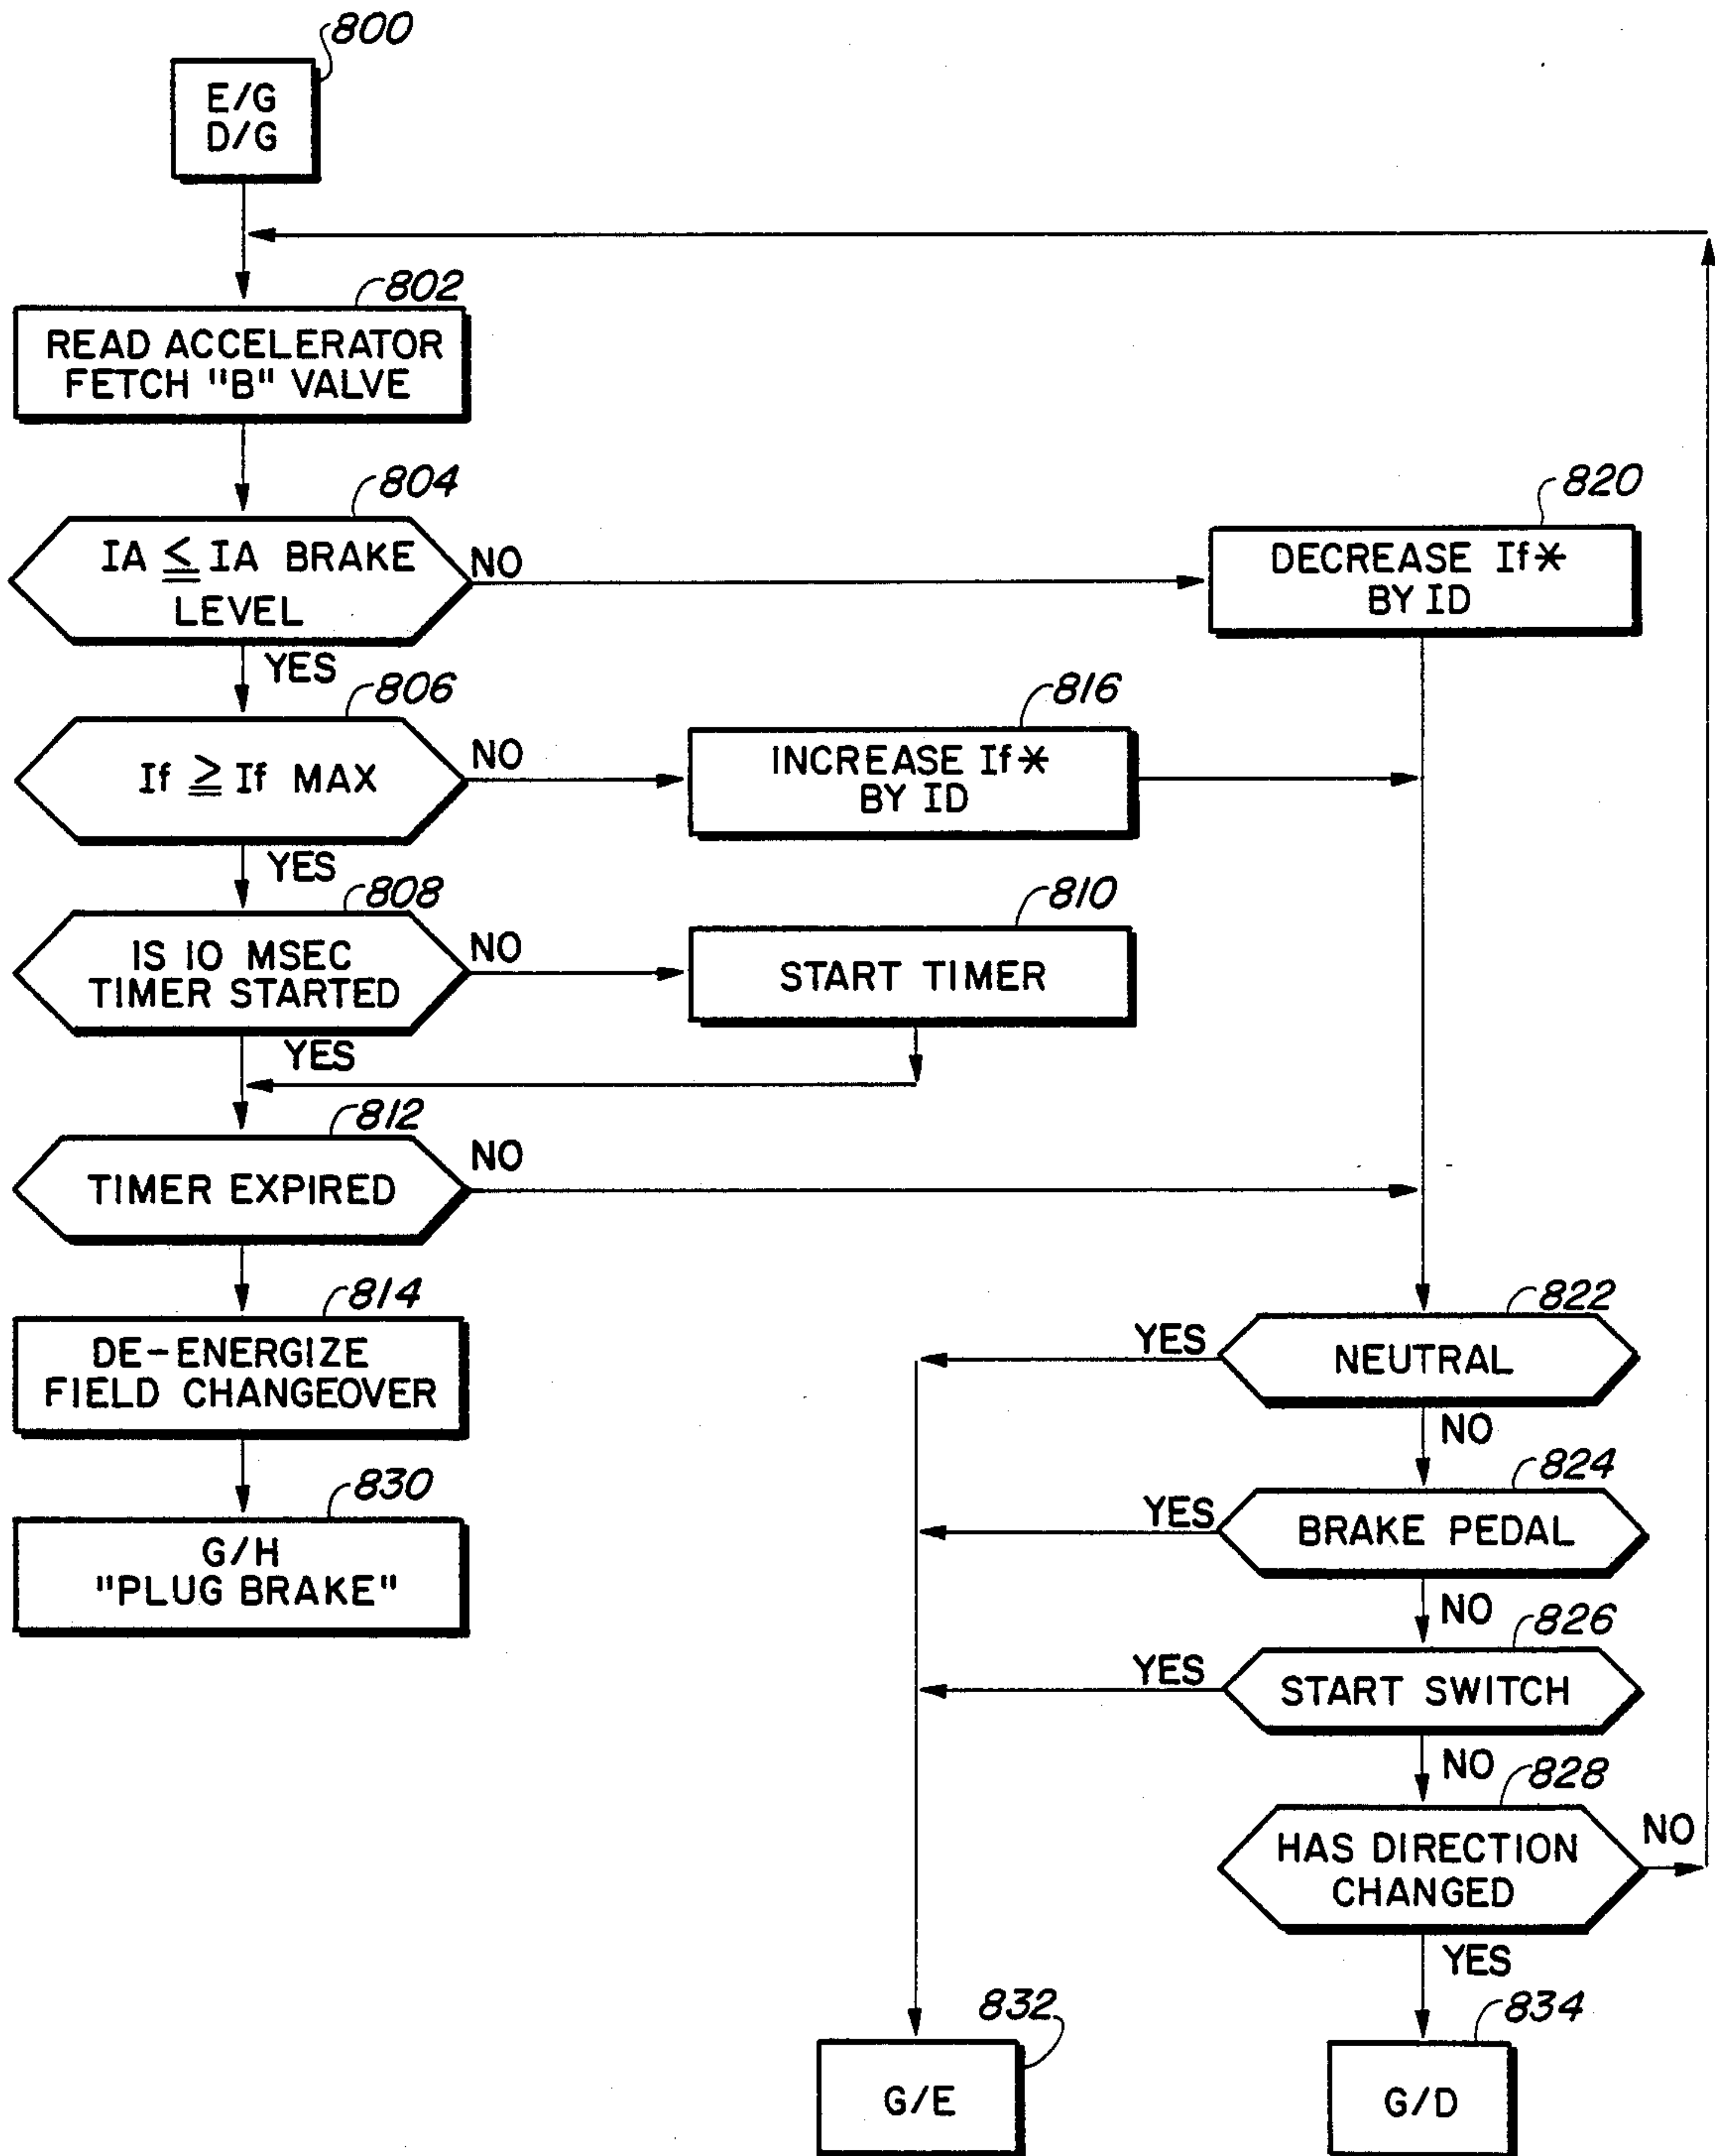 800
E/G
D/G
802
READ ACCELERATOR
FETCH "B" VALVE
804
IA ≦ IA BRAKE
LEVEL
NO
YES
820
DECREASE If*
BY ID
806
If ≧ If MAX
NO
YES
816
INCREASE If*
BY ID
808
IS 10 MSEC
TIMER STARTED
NO
YES
810
START TIMER
812
TIMER EXPIRED
NO
814
DE-ENERGIZE
FIELD CHANGEOVER
830
G/H
"PLUG BRAKE"
822
NEUTRAL
YES
NO
824
BRAKE PEDAL
YES
NO
826
START SWITCH
YES
NO
828
HAS DIRECTION
CHANGED
NO
YES
832
G/E
834
G/D